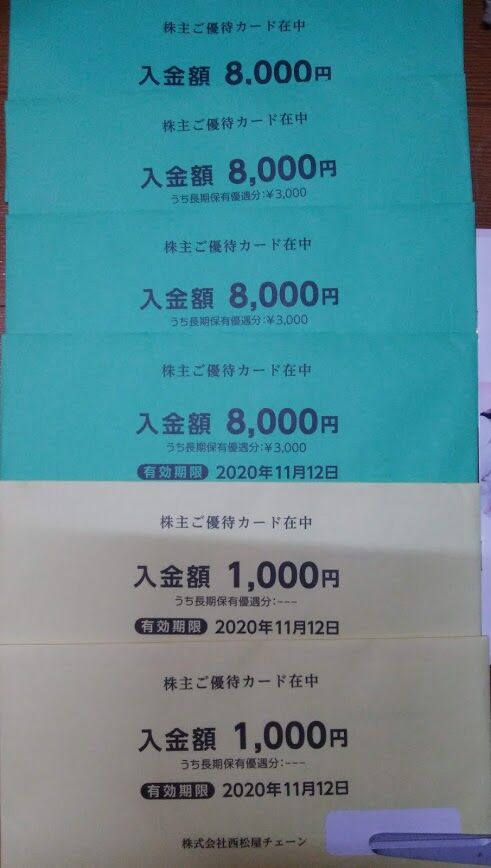 株主ご優待カード在中
入金額 8,000円
株主ご優待カード在中
入金額 8,000円
うち長期保有優遇分:¥3,000
株主ご優待カード在中
入金額 8,000円
うち長期保有優遇分:¥3,000
株主ご優待カード在中
入金額 8,000円
うち長期保有優遇分:¥3,000
有効期限 2020年11月12日
株主ご優待カード在中
入金額 1,000円
うち長期保有優遇分:---
有効期限 2020年11月12日
株主ご優待カード在中
入金額 1,000円
うち長期保有優遇分:---
有効期限 2020年11月12日
株式会社西松屋チェーン